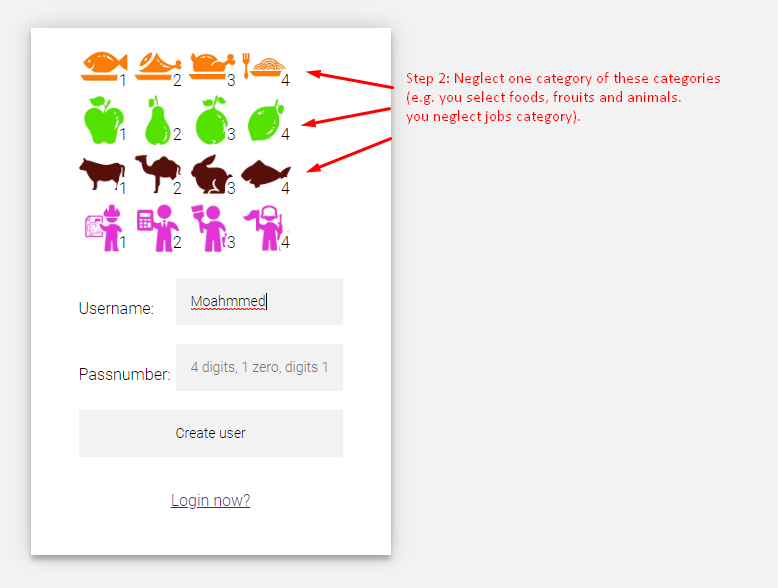 1 2 3 4
Step 2: Neglect one category of these categories
(e.g. you select foods, frouits and animals.
you neglect jobs category).
1 2 3 4
1 2 3 4
1 2 3 4
Username: Moahmmed
Passnumber: 4 digits, 1 zero, digits 1
Create user
Login now?